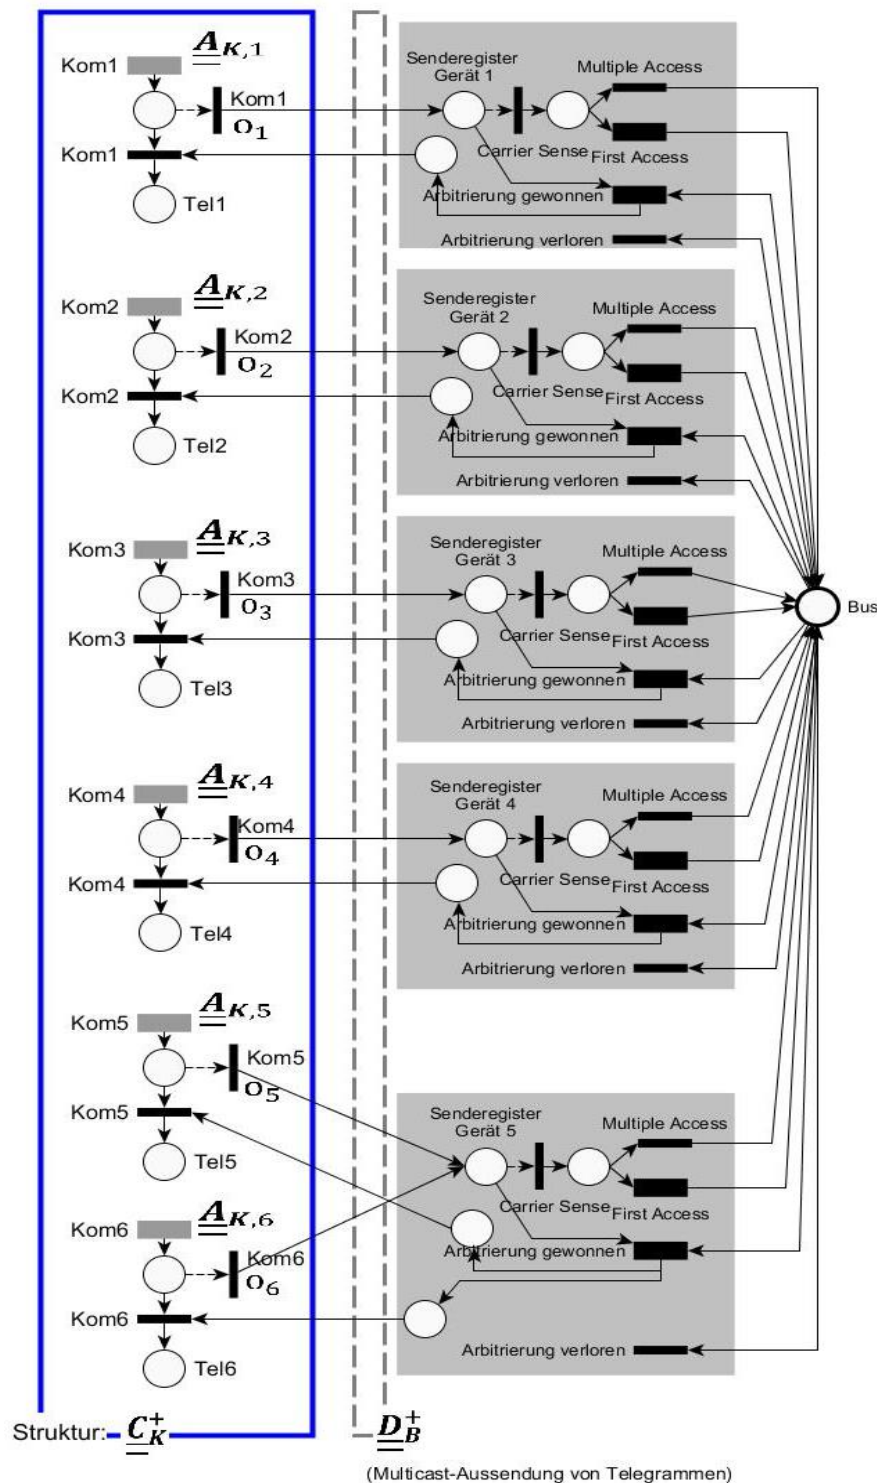 Kom1
A K,1
Kom1
O1
Kom1
Tel1
Senderegister
Gerät 1
Multiple Access
Carrier Sense
First Access
Arbitrierung gewonnen
Arbitrierung verloren
Kom2
A K,2
Kom2
O2
Kom2
Tel2
Senderegister
Gerät 2
Multiple Access
Carrier Sense
First Access
Arbitrierung gewonnen
Arbitrierung verloren
Kom3
A K,3
Kom3
O3
Kom3
Tel3
Senderegister
Gerät 3
Multiple Access
Carrier Sense
First Access
Arbitrierung gewonnen
Arbitrierung verloren
Bus
Kom4
A K,4
Kom4
O4
Kom4
Tel4
Senderegister
Gerät 4
Multiple Access
Carrier Sense
First Access
Arbitrierung gewonnen
Arbitrierung verloren
Kom5
A K,5
Kom5
O5
Kom5
Tel5
Kom6
A K,6
Kom6
O6
Kom6
Tel6
Senderegister
Gerät 5
Multiple Access
Carrier Sense
First Access
Arbitrierung gewonnen
Arbitrierung verloren
Struktur: C K +
D B +
(Multicast-Aussendung von Telegrammen)